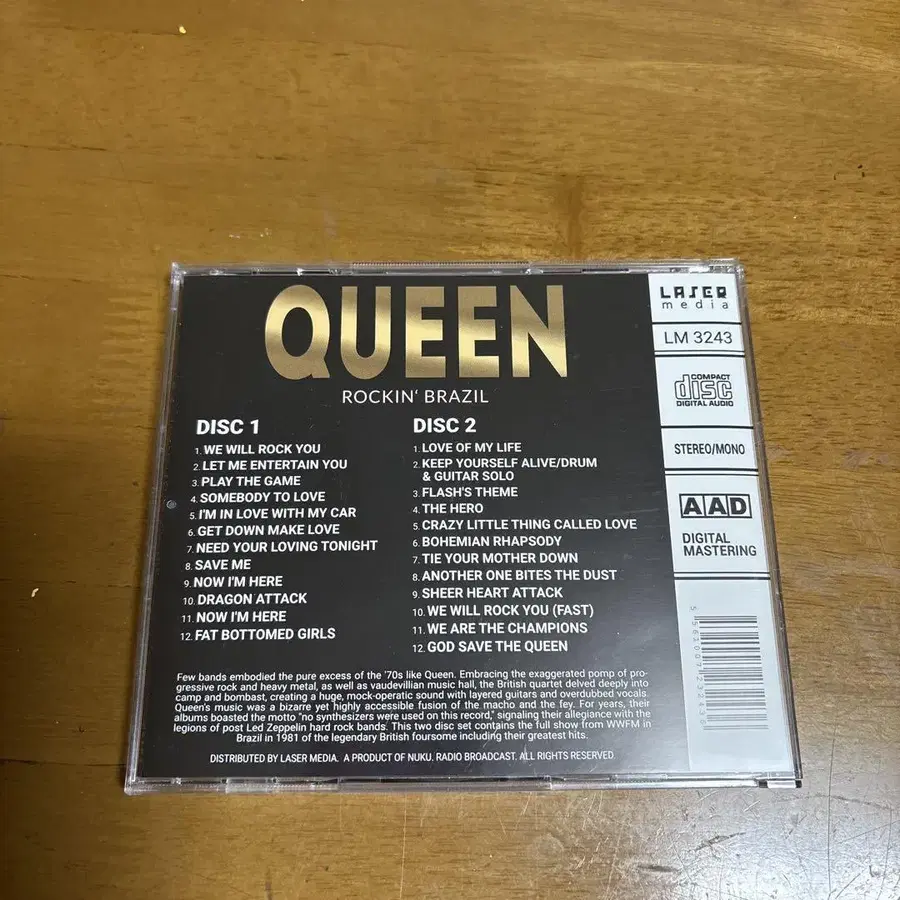 QUEEN
ROCKIN' BRAZIL
DISC 1
1. WE WILL ROCK YOU
2. LET ME ENTERTAIN YOU
3. PLAY THE GAME
4. SOMEBODY TO LOVE
5. I'M IN LOVE WITH MY CAR
6. GET DOWN MAKE LOVE
7. NEED YOUR LOVING TONIGHT
8. SAVE ME
9. NOW I'M HERE
10. DRAGON ATTACK
11. NOW I'M HERE
12. FAT BOTTOMED GIRLS
DISC 2
1. LOVE OF MY LIFE
2. KEEP YOURSELF ALIVE/DRUM
& GUITAR SOLO
3. FLASH'S THEME
4. THE HERO
5. CRAZY LITTLE THING CALLED LOVE
6. BOHEMIAN RHAPSODY
7. TIE YOUR MOTHER DOWN
8. ANOTHER ONE BITES THE DUST
9. SHEER HEART ATTACK
10. WE WILL ROCK YOU (FAST)
11. WE ARE THE CHAMPIONS
12. GOD SAVE THE QUEEN
Few bands embodied the pure excess of the '70s like Queen. Embracing the exaggerated pomp of pro-
gressive rock and heavy metal, as well as vaudevillian music hall, the British quartet delved deeply into
camp and bombast, creating a huge, mock-operatic sound with layered guitars and overdubbed vocals.
Queen's music was a bizarre yet highly accessible fusion of the macho and the fey. For years, their
albums boasted the motto "no synthesizers were used on this record," signaling their allegiance with the
legions of post Led Zeppelin hard rock bands. This two disc set contains the full show from WWFM in
Brazil in 1981 of the legendary British foursome including their greatest hits.
DISTRIBUTED BY LASER MEDIA. A PRODUCT OF NUKU. RADIO BROADCAST. ALL RIGHTS RESERVED.
LASER
media
LM 3243
COMPACT
disc
DIGITAL AUDIO
STEREO/MONO
AAD
DIGITAL
MASTERING